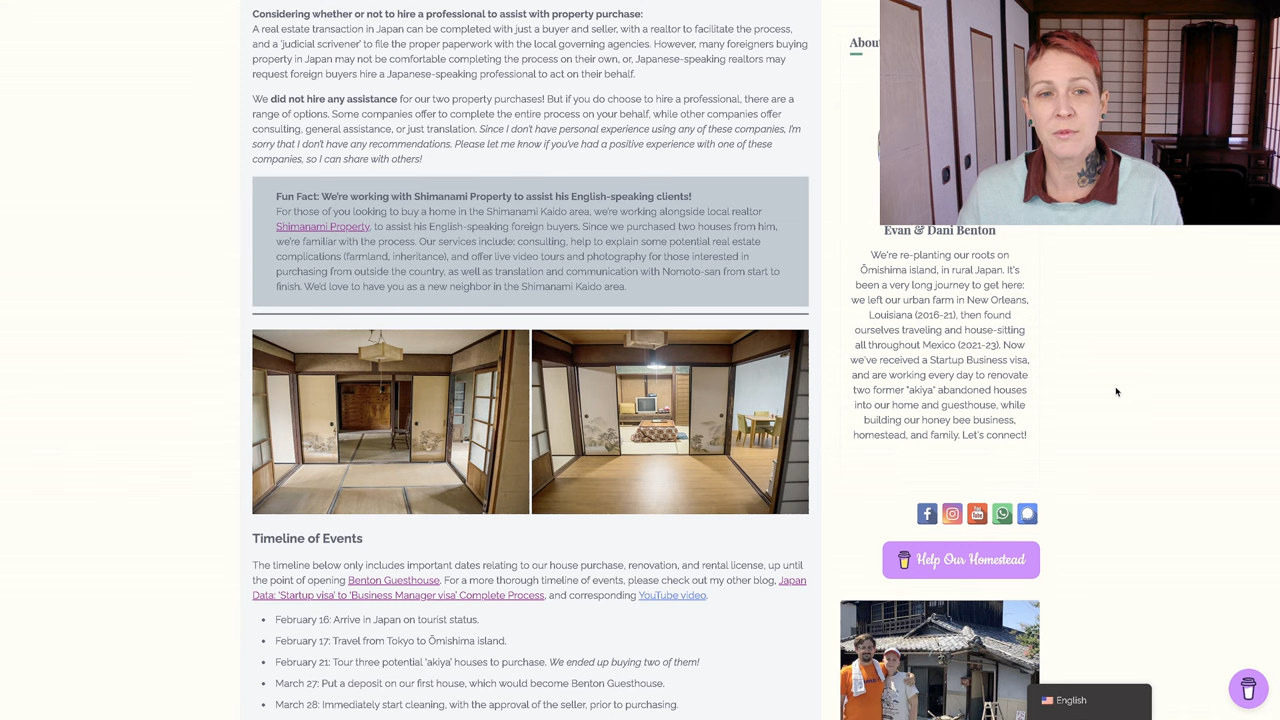 Considering whether or not to hire a professional to assist with property purchase:
A real estate transaction in Japan can be completed with just a buyer and seller, with a realtor to facilitate the process,
and a 'judicial scrivener' to file the proper paperwork with the local governing agencies. However, many foreigners buying
property in Japan may not be comfortable completing the process on their own, or, Japanese-speaking realtors may
request foreign buyers hire a Japanese-speaking professional to act on their behalf.
We did not hire any assistance for our two property purchases! But if you do choose to hire a professional, there are a
range of options. Some companies offer to complete the entire process on your behalf, while other companies offer
consulting, general assistance, or just translation. Since I don't have personal experience using any of these companies, I'm
sorry that I don't have any recommendations. Please let me know if you've had a positive experience with one of these
companies, so I can share with others!
Fun Fact: We're working with Shimanami Property to assist his English-speaking clients!
For those of you looking to buy a home in the Shimanami Kaido area, we're working alongside local realtor
Shimanami Property, to assist his English-speaking foreign buyers. Since we purchased two houses from him,
we're familiar with the process. Our services include; consulting, help to explain some potential real estate
complications (farmland, inheritance), and offer live video tours and photography for those interested in
purchasing from outside the country, as well as translation and communication with Nomoto-san from start to
finish. We'd love to have you as a new neighbor in the Shimanami Kaido area.
Timeline of Events
The timeline below only includes important dates relating to our house purchase, renovation, and rental license, up until
the point of opening Benton Guesthouse. For a more thorough timeline of events, please check out my other blog, Japan
Data: 'Startup visa' to 'Business Manager visa' Complete Process, and corresponding YouTube video.
• February 16: Arrive in Japan on tourist status.
• February 17: Travel from Tokyo to Ōmishima island.
• February 21: Tour three potential 'akiya' houses to purchase. We ended up buying two of them!
• March 27: Put a deposit on our first house, which would become Benton Guesthouse.
• March 28: Immediately start cleaning, with the approval of the seller, prior to purchasing.
Evan & Dani Benton
We're re-planting our roots on
Ōmishima island, in rural Japan. It's
been a very long journey to get here:
we left our urban farm in New Orleans,
Louisiana (2016-21), then found
ourselves traveling and house-sitting
all throughout Mexico (2021-23). Now
we've received a Startup Business visa,
and are working every day to renovate
two former "akiya" abandoned houses
into our home and guesthouse, while
building our honey bee business,
homestead, and family. Let's connect!
Help Our Homestead
English